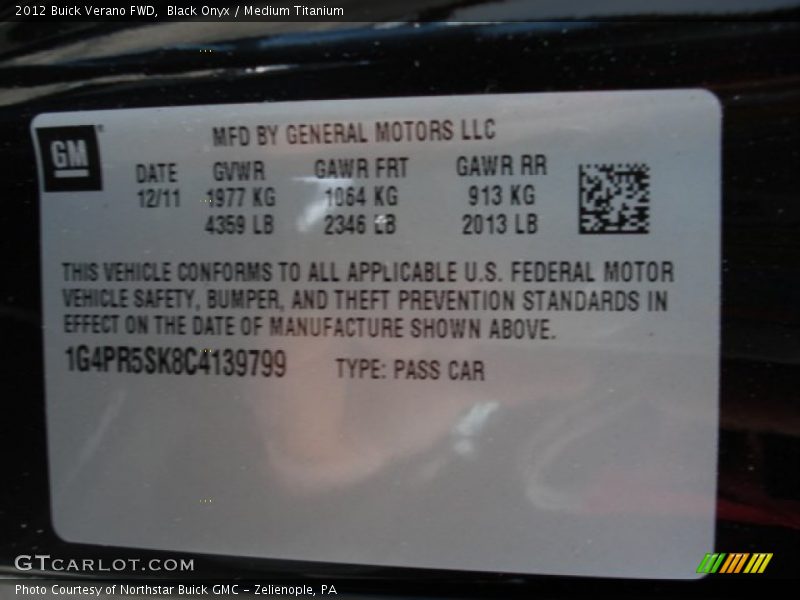 2012 Buick Verano FWD, Black Onyx / Medium Titanium
GM
MFD BY GENERAL MOTORS LLC
DATE GVWR GAWR FRT GAWR RR
12/11 1977 KG 1064 KG 913 KG
4359 LB 2346 LB 2013 LB
THIS VEHICLE CONFORMS TO ALL APPLICABLE U.S. FEDERAL MOTOR
VEHICLE SAFETY, BUMPER, AND THEFT PREVENTION STANDARDS IN
EFFECT ON THE DATE OF MANUFACTURE SHOWN ABOVE.
1G4PR5SK8C4139799 TYPE: PASS CAR
GTCARLOT.COM
Photo Courtesy of Northstar Buick GMC - Zelienople, PA